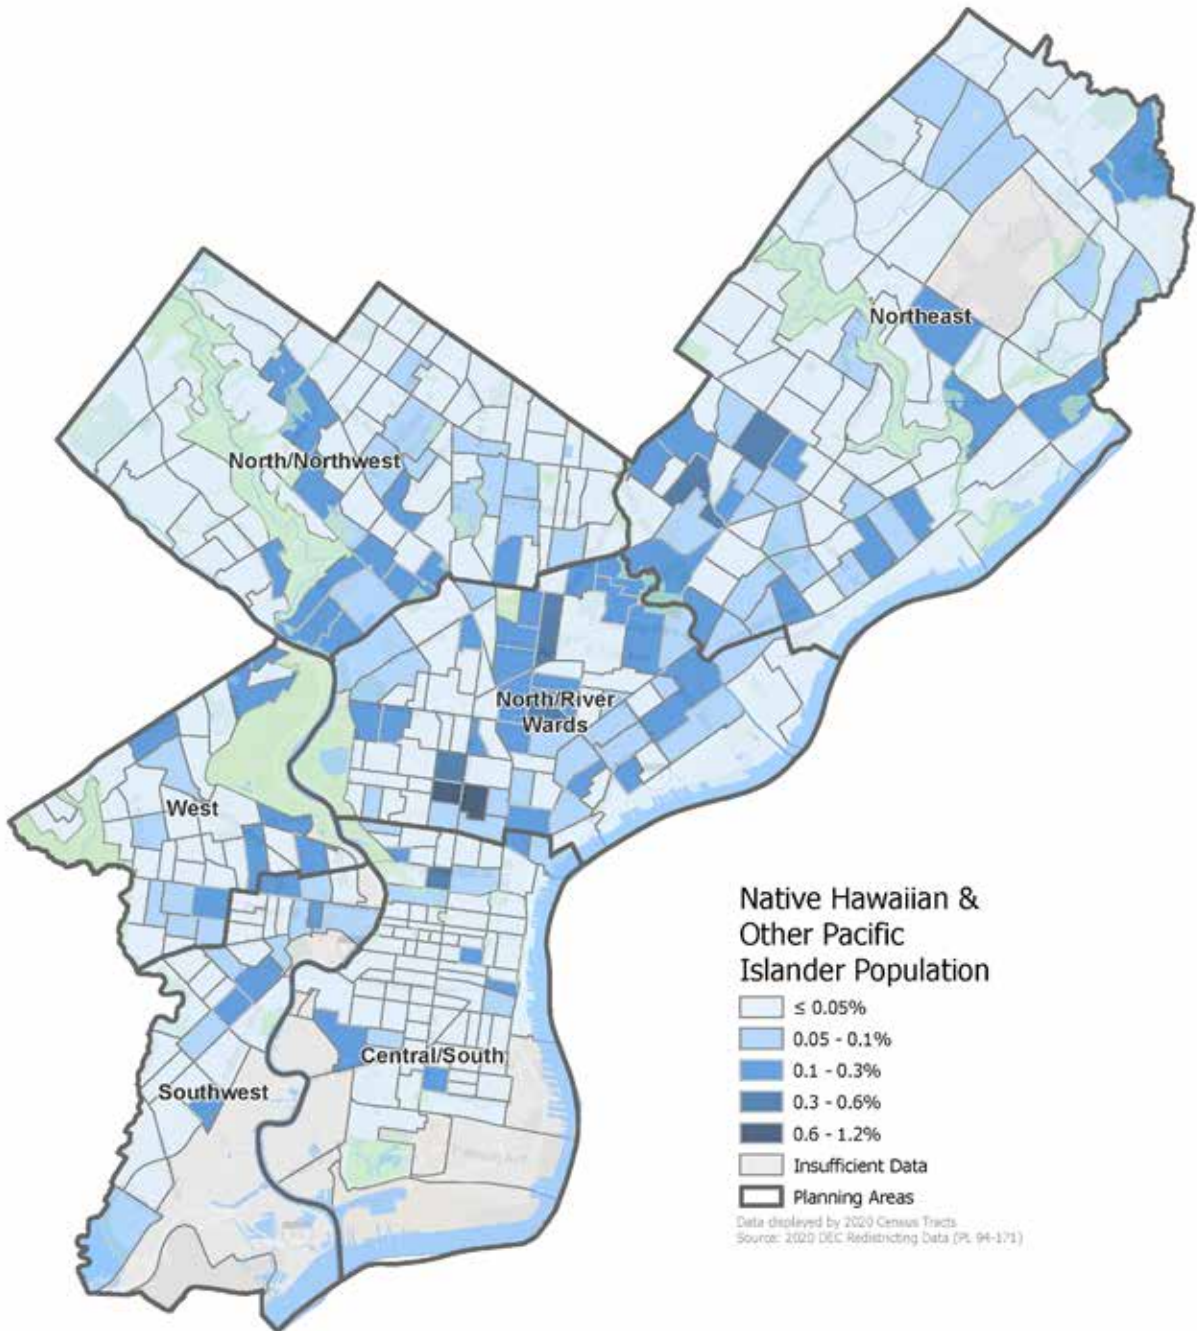 Northeast
North/Northwest
North/River
Wards
West
Central/South
Southwest
Native Hawaiian &
Other Pacific
Islander Population
≤ 0.05%
0.05 - 0.1%
0.1 - 0.3%
0.3 - 0.6%
0.6 - 1.2%
Insufficient Data
Planning Areas
Data displayed by 2020 Census Tracts
Source: 2020 DEC Redistricting Data (PL 94-171)